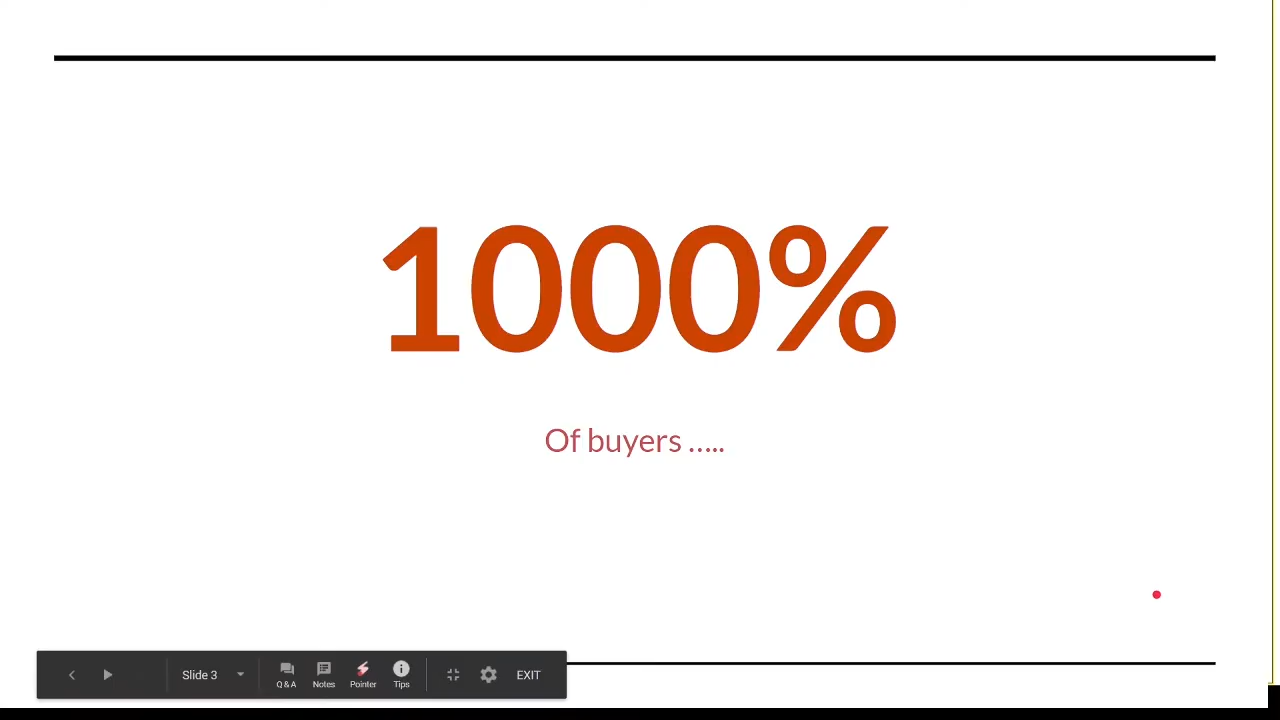 1000%
Of buyers …..
Slide 3
Q & A
Notes
Pointer
Tips
EXIT